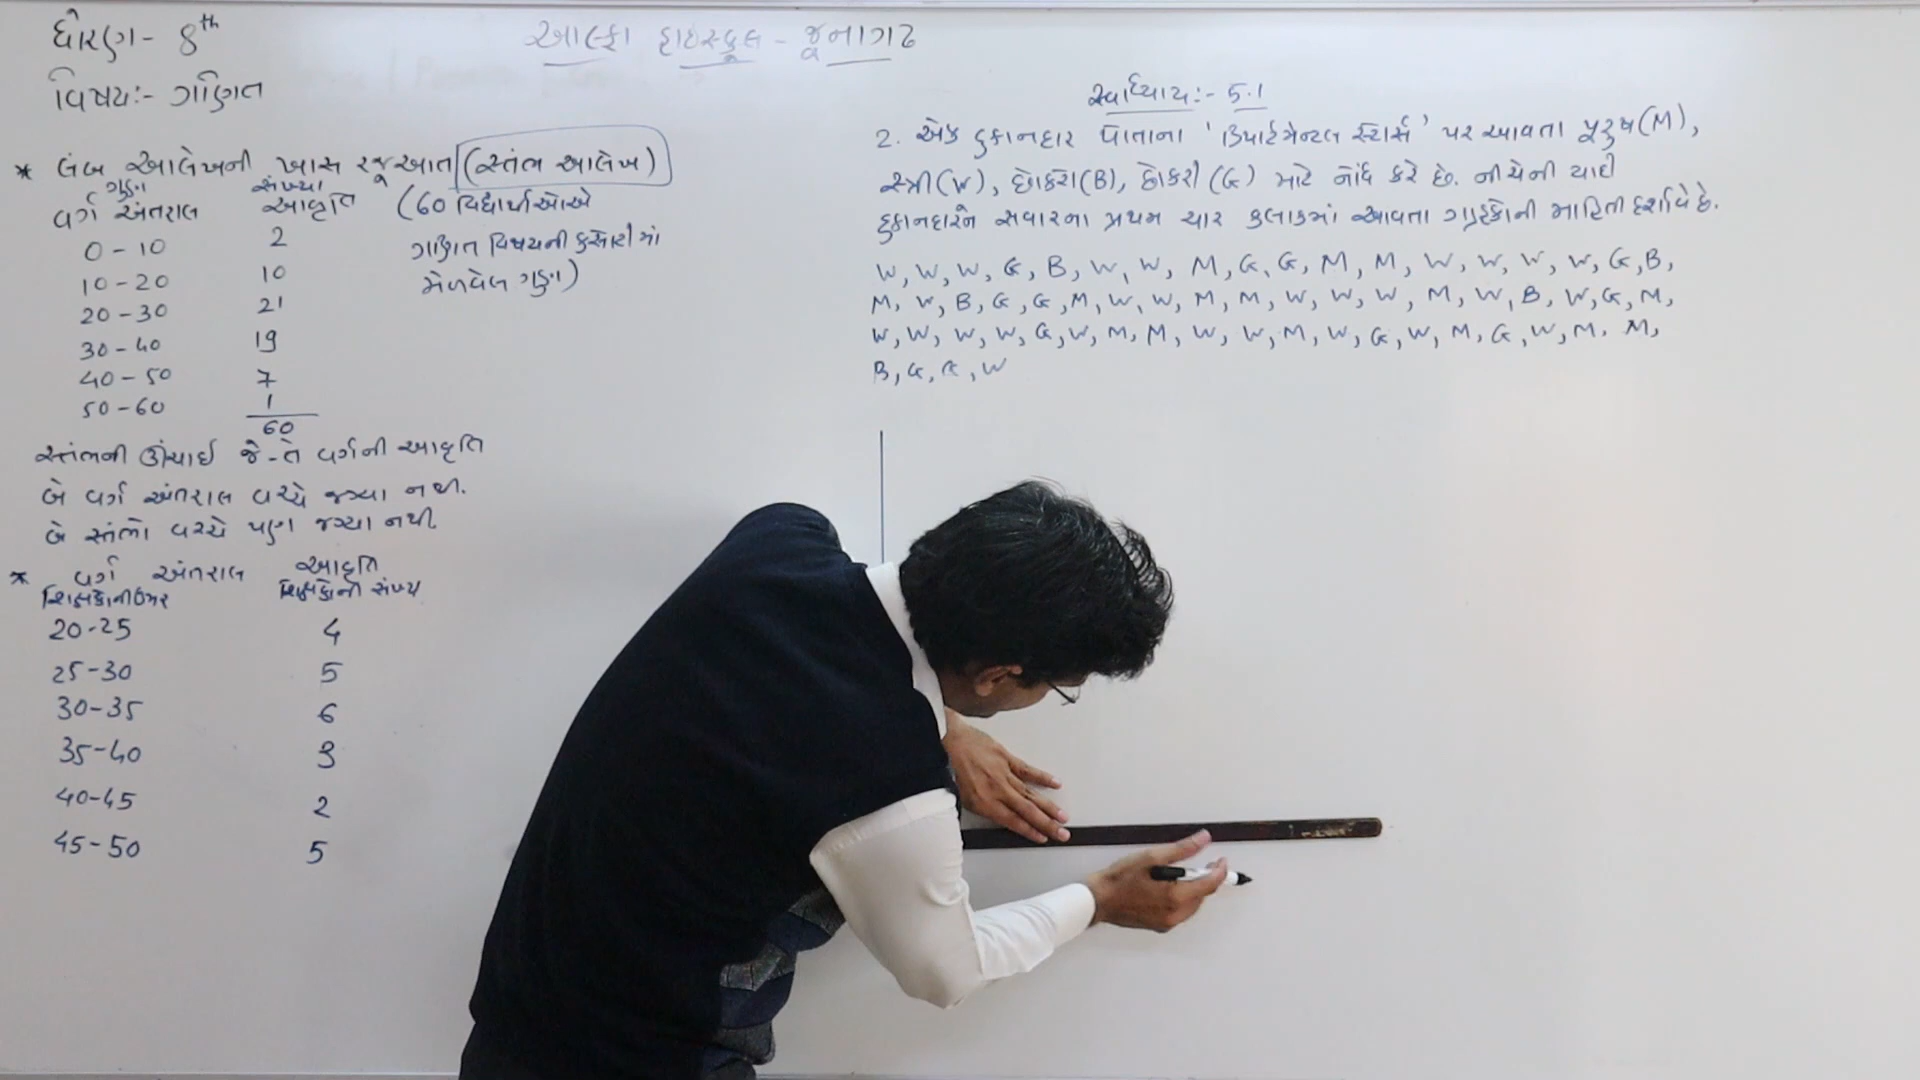 ધોરણ- 8th
વિષય:- ગણિત
આલ્ફા હાઇસ્કૂલ - જૂનાગઢ
* લંબ આલેખની ખાસ રજૂઆત (સ્તંભ આલેખ)
ગુણ સંખ્યા
વર્ગ અંતરાલ આવૃતિ (60 વિદ્યાર્થીઓએ
ગણિત વિષયની કસોટી માં
મેળવેલ ગુણ)
0 - 10 2
10 - 20 10
20 - 30 21
30 - 40 19
40 - 50 7
50 - 60 1
60
સ્તંભની ઊંચાઈ જે-તે વર્ગની આવૃતિ
બે વર્ગ અંતરાલ વચ્ચે જગ્યા નથી.
બે સ્તંભો વચ્ચે પણ જગ્યા નથી.
* વર્ગ અંતરાલ આવૃતિ
શિક્ષકોની ઉંમર શિક્ષકોની સંખ્યા
20-25 4
25-30 5
30-35 6
35-40 3
40-45 2
45-50 5
સ્વાધ્યાય:- 5.1
2. એક દુકાનદાર પોતાના 'ડિપાર્ટમેન્ટલ સ્ટોર્સ' પર આવતા પુરુષ(M),
સ્ત્રી(W), છોકરો(B), છોકરી(G) માટે નોંધ કરે છે. નીચેની યાદી
દુકાનદારને સવારના પ્રથમ ચાર કલાકમાં આવતા ગ્રાહકોની માહિતી દર્શાવે છે.
W, W, W, G, B, W, W, M, G, G, M, M, W, W, W, W, G, B,
M, W, B, G, G, M, W, W, M, M, W, W, W, M, W, B, W, G, M,
W, W, W, W, G, W, M, M, W, W, M, W, G, W, M, G, W, M, M,
B, G, G, W